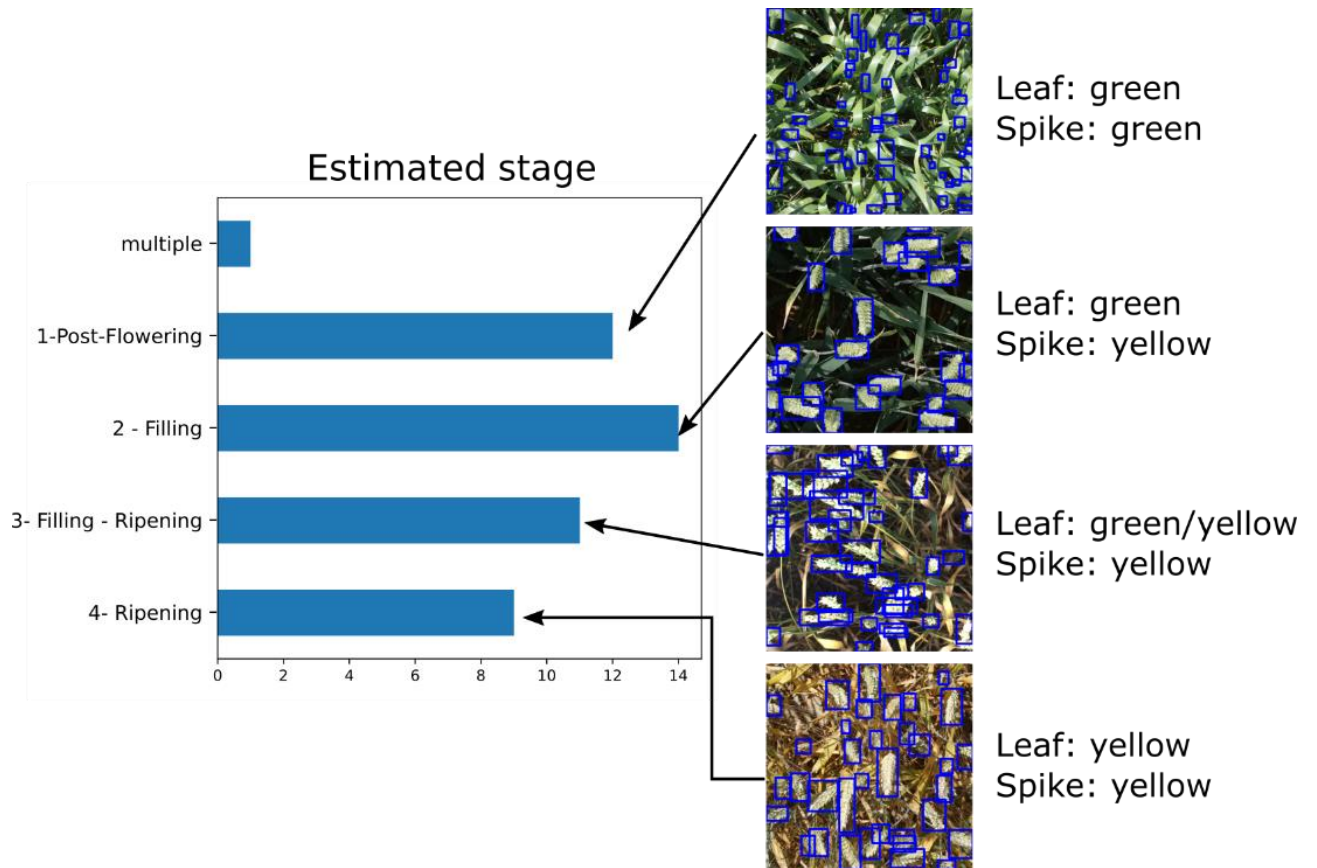 Estimated stage
multiple
1-Post-Flowering
2 - Filling
3- Filling - Ripening
4- Ripening
0 2 4 6 8 10 12 14
Leaf: green
Spike: green
Leaf: green
Spike: yellow
Leaf: green/yellow
Spike: yellow
Leaf: yellow
Spike: yellow